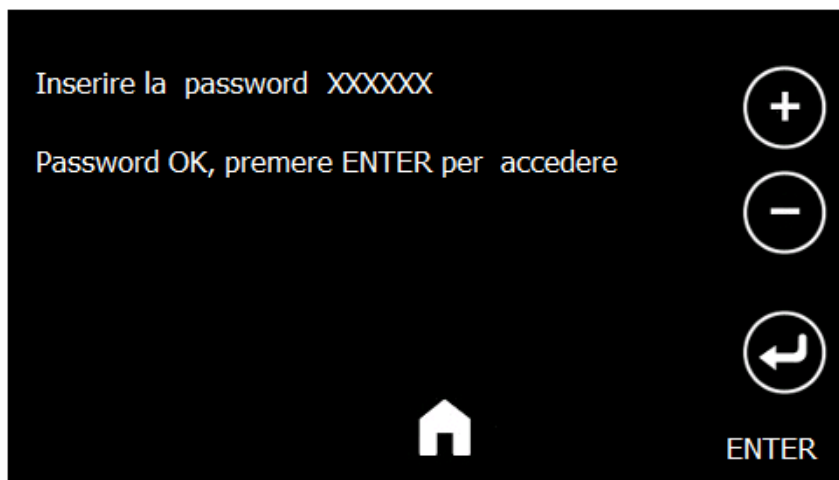 Inserire la password XXXXXX
Password OK, premere ENTER per accedere
ENTER